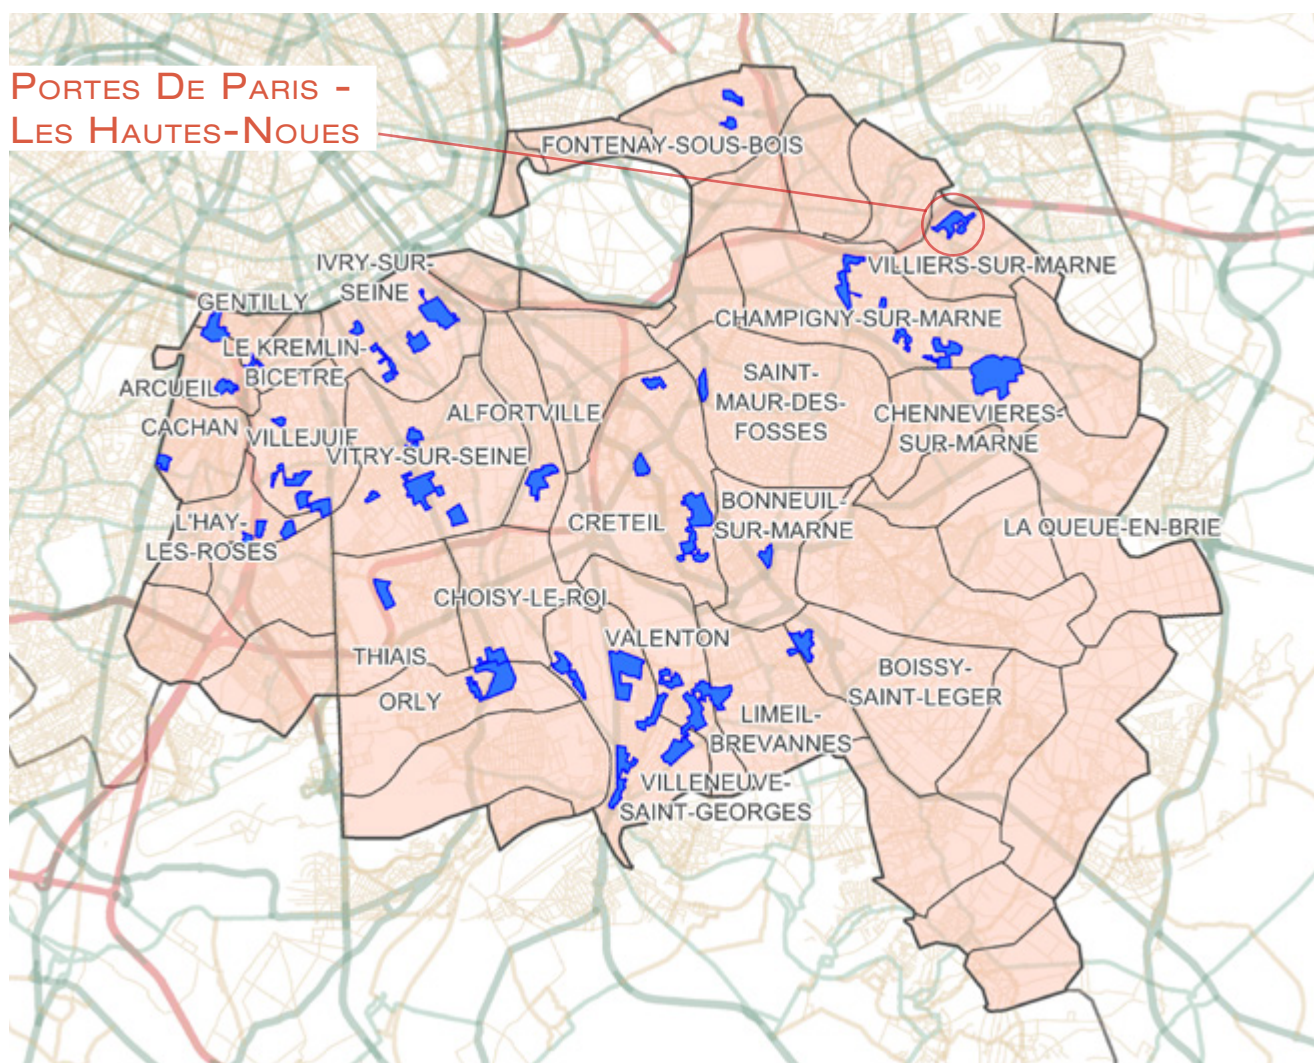 PORTES DE PARIS -
LES HAUTES-NOUES
FONTENAY-SOUS-BOIS
IVRY-SUR-
SEINE
VILLIERS-SUR-MARNE
GENTILLY
CHAMPIGNY-SUR-MARNE
LE KREMLIN-
BICETRE
ARCUEIL
SAINT-
MAUR-DES-
FOSSES
CACHAN
VILLEJUIF
ALFORTVILLE
CHENNEVIERES-
SUR-MARNE
VITRY-SUR-SEINE
L'HAY-
LES-ROSES
CRETEIL
BONNEUIL-
SUR-MARNE
LA QUEUE-EN-BRIE
CHOISY-LE-ROI
VALENTON
THIAIS
BOISSY-
SAINT-LEGER
ORLY
LIMEIL-
BREVANNES
VILLENEUVE-
SAINT-GEORGES